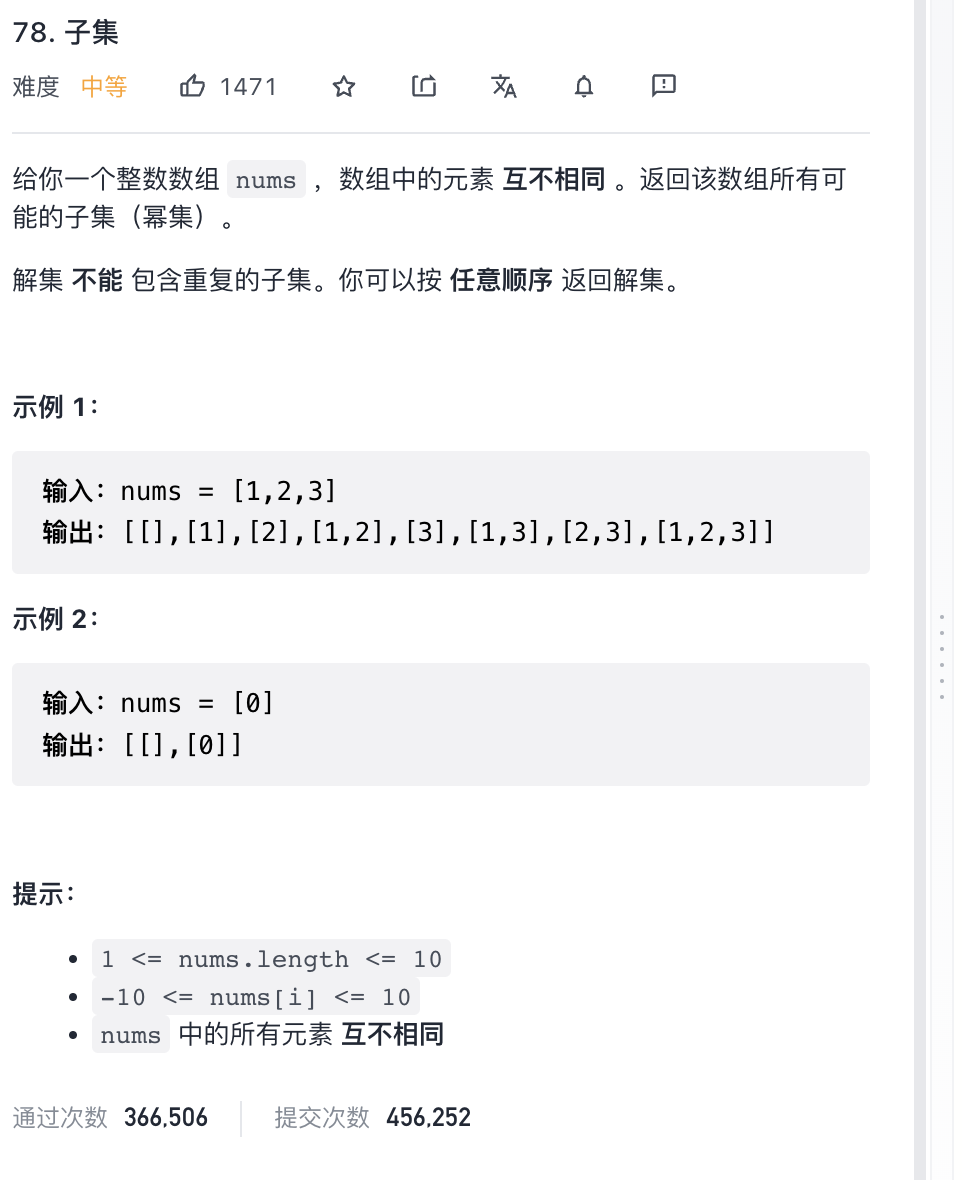 78. 子集
难度 中等 1471
给你一个整数数组 nums ，数组中的元素 互不相同 。返回该数组所有可
能的子集（幂集）。
解集 不能 包含重复的子集。你可以按 任意顺序 返回解集。
示例 1：
输入：nums = [1,2,3]
输出：[[],[1],[2],[1,2],[3],[1,3],[2,3],[1,2,3]]
示例 2：
输入：nums = [0]
输出：[[],[0]]
提示：
1 <= nums.length <= 10
-10 <= nums[i] <= 10
nums 中的所有元素 互不相同
通过次数 366,506 提交次数 456,252